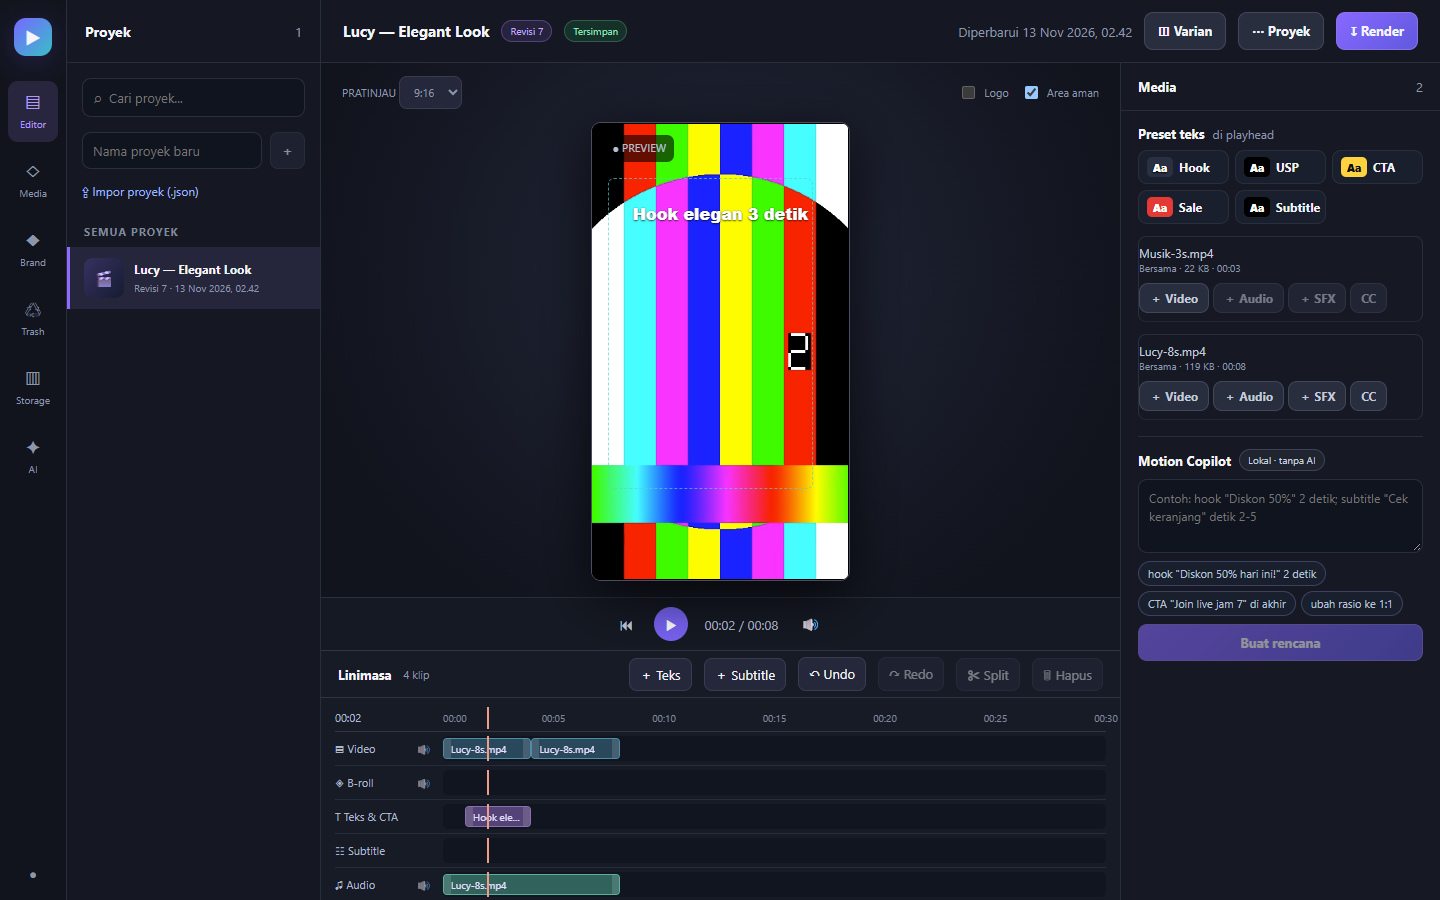 Editor
Media
Brand
Trash
Storage
AI
Proyek 1
Cari proyek...
Nama proyek baru +
Impor proyek (.json)
SEMUA PROYEK
Lucy — Elegant Look
Revisi 7 · 13 Nov 2026, 02.42
Lucy — Elegant Look Revisi 7 Tersimpan
Diperbarui 13 Nov 2026, 02.42 Varian Proyek Render
PRATINJAU 9:16 Logo Area aman
PREVIEW
Hook elegan 3 detik
2
00:02 / 00:08
Linimasa 4 klip + Teks + Subtitle Undo Redo Split Hapus
00:02 00:00 00:05 00:10 00:15 00:20 00:25 00:30
Video Lucy-8s.mp4 Lucy-8s.mp4
B-roll
T Teks & CTA Hook ele...
Subtitle
Audio Lucy-8s.mp4
Media 2
Preset teks di playhead
Aa Hook Aa USP Aa CTA
Aa Sale Aa Subtitle
Musik-3s.mp4
Bersama · 22 KB · 00:03
+ Video + Audio + SFX CC
Lucy-8s.mp4
Bersama · 119 KB · 00:08
+ Video + Audio + SFX CC
Motion Copilot Lokal · tanpa AI
Contoh: hook "Diskon 50%" 2 detik; subtitle "Cek
keranjang" detik 2-5
hook "Diskon 50% hari ini!" 2 detik
CTA "Join live jam 7" di akhir ubah rasio ke 1:1
Buat rencana